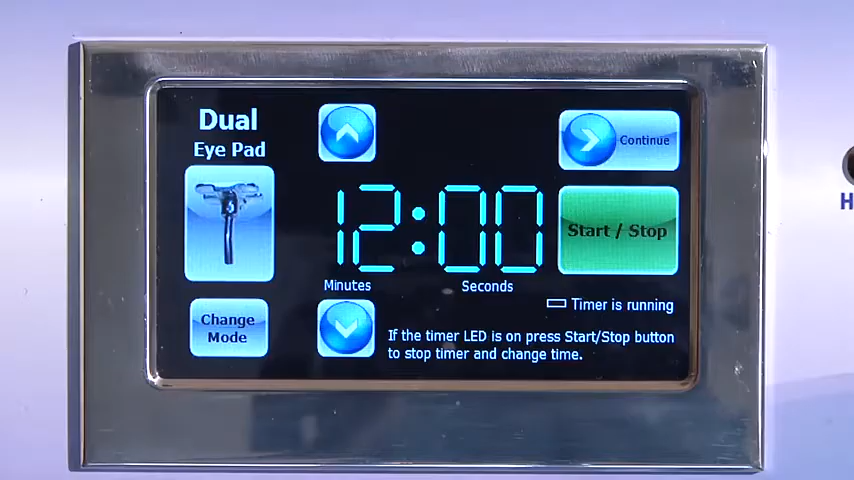 Dual
Eye Pad
Continue
12:00
Start / Stop
Minutes
Seconds
Timer is running
Change
Mode
If the timer LED is on press Start/Stop button
to stop timer and change time.
H